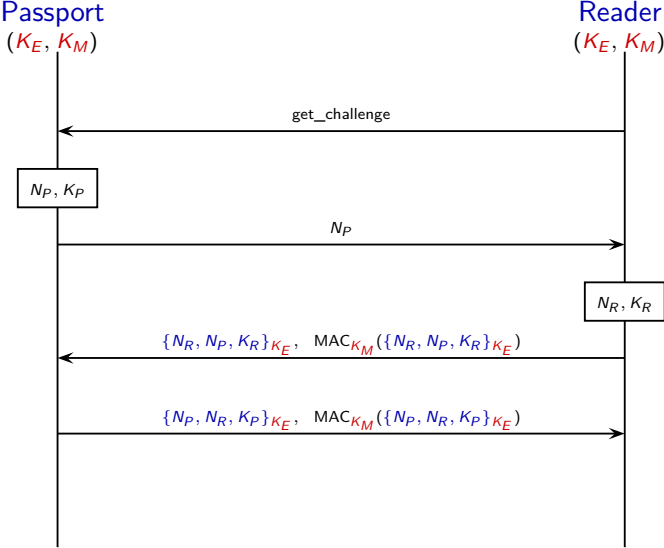 Passport Reader
(K_E, K_M) (K_E, K_M)
get_challenge
N_P, K_P
N_P
N_R, K_R
{N_R, N_P, K_R}_{K_E}, MAC_{K_M}({N_R, N_P, K_R}_{K_E})
{N_P, N_R, K_P}_{K_E}, MAC_{K_M}({N_P, N_R, K_P}_{K_E})